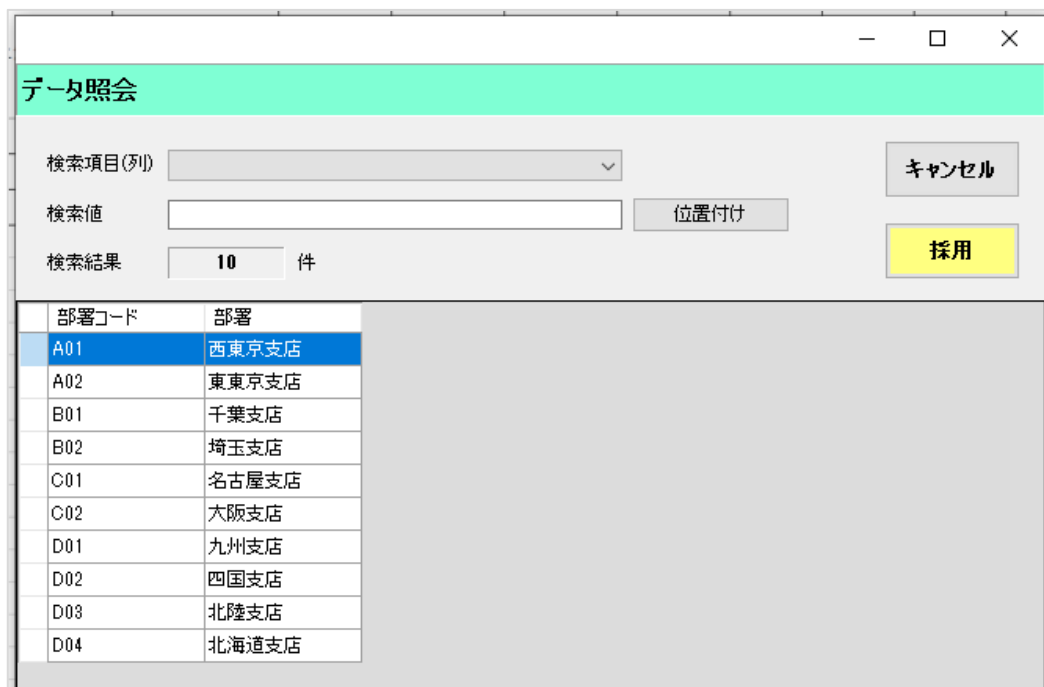 データ照会
検索項目(列)
キャンセル
検索値
位置付け
検索結果 10 件
採用
部署コード 部署
A01 西東京支店
A02 東東京支店
B01 千葉支店
B02 埼玉支店
C01 名古屋支店
C02 大阪支店
D01 九州支店
D02 四国支店
D03 北陸支店
D04 北海道支店